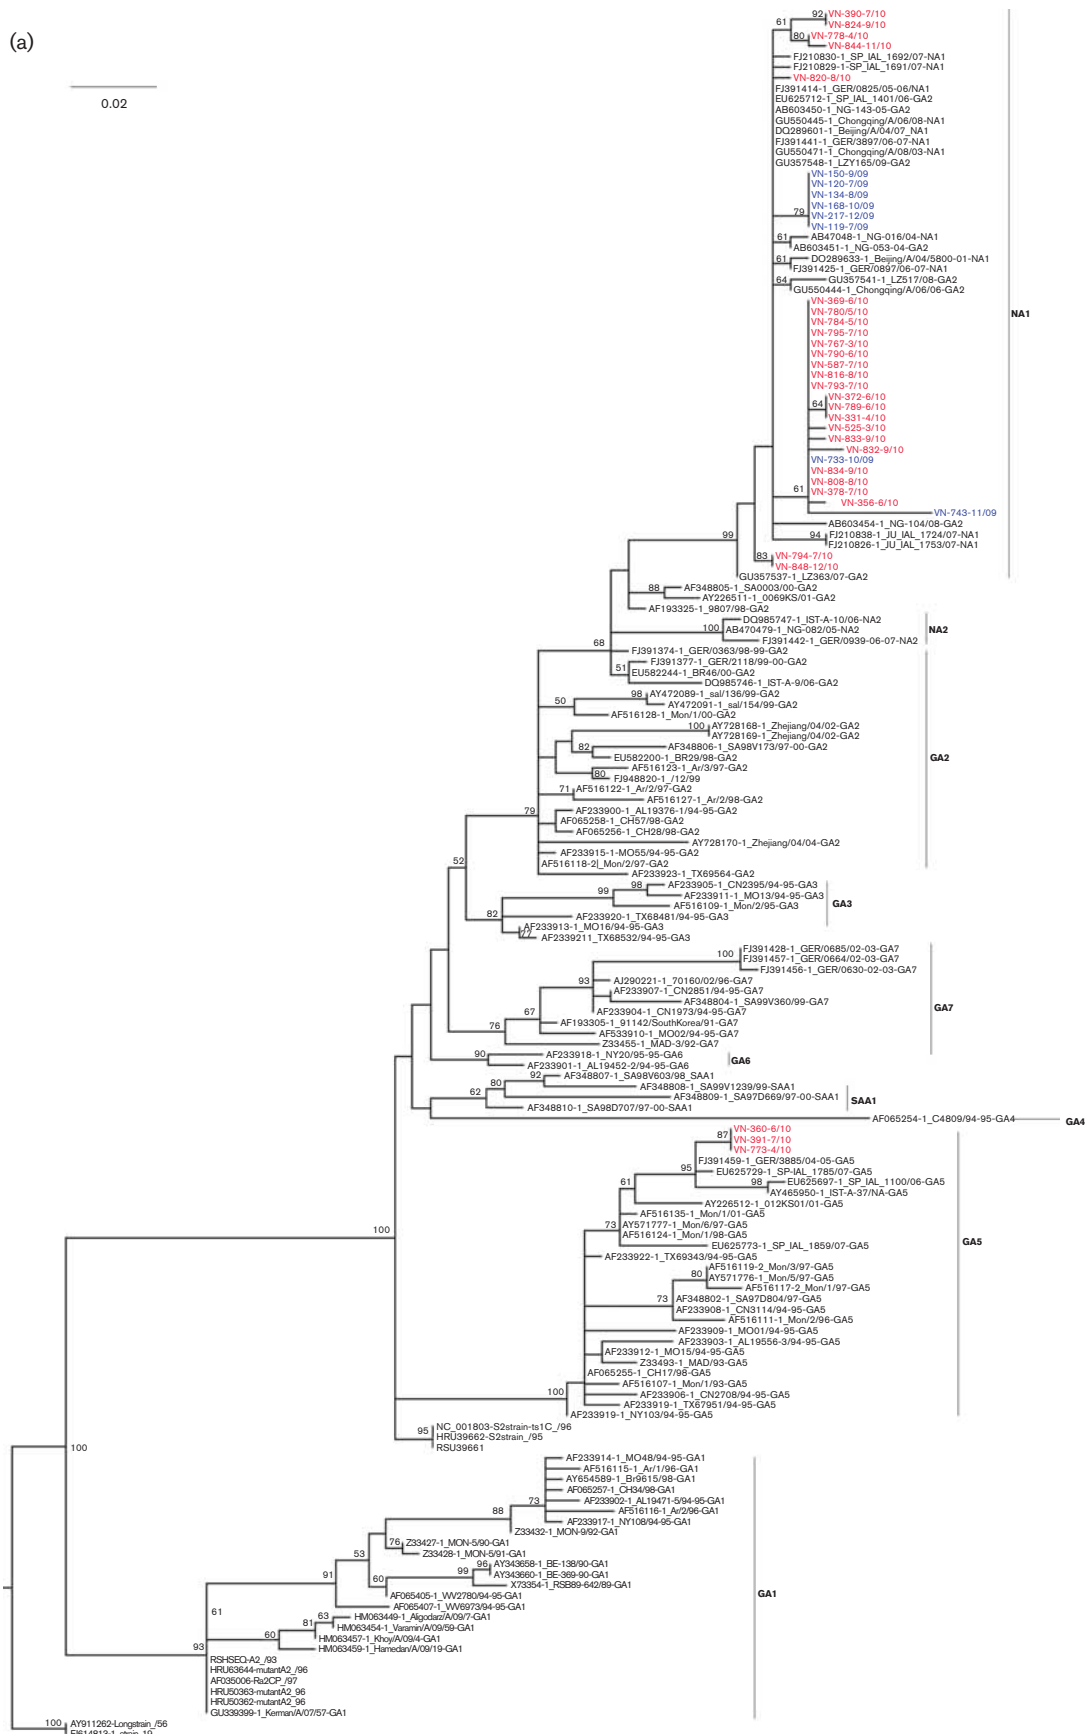 (a)
0.02
92
VN-390-7/10
VN-824-9/10
61
80
VN-778-4/10
VN-844-11/10
FJ210830-1_SP_IAL_1692/07-NA1
FJ210829-1-SP_IAL_1691/07-NA1
VN-820-8/10
FJ391414-1_GER/0825/05-06/NA1
EU625712-1_SP_IAL_1401/06-GA2
AB603450-1_NG-143-05-GA2
GU550445-1_Chongqing/A/06/08-NA1
DQ289601-1_Beijing/A/04/07_NA1
FJ391441-1_GER/3897/06-07-NA1
GU550471-1_Chongqing/A/08/03-NA1
GU357548-1_LZY165/09-GA2
VN-150-9/09
VN-120-7/09
VN-134-8/09
VN-168-10/09
79
VN-217-12/09
VN-119-7/09
61
AB47048-1_NG-016/04-NA1
AB603451-1_NG-053-04-GA2
61
DO289633-1_Beijing/A/04/5800-01-NA1
FJ391425-1_GER/0897/06-07-NA1
64
GU357541-1_LZ517/08-GA2
GU550444-1_Chongqing/A/06/06-GA2
VN-369-6/10
VN-780/5/10
NA1
VN-784-5/10
VN-795-7/10
VN-767-3/10
VN-790-6/10
VN-587-7/10
VN-816-8/10
VN-793-7/10
VN-372-6/10
64
VN-789-6/10
VN-331-4/10
VN-525-3/10
VN-833-9/10
VN-832-9/10
VN-733-10/09
VN-834-9/10
VN-808-8/10
61
VN-378-7/10
VN-356-6/10
VN-743-11/09
AB603454-1_NG-104/08-GA2
94
FJ210838-1_JU_IAL_1724/07-NA1
FJ210826-1_JU_IAL_1753/07-NA1
99
83
VN-794-7/10
VN-848-12/10
GU357537-1_LZ363/07-GA2
88
AF348805-1_SA0003/00-GA2
AY226511-1_0069KS/01-GA2
AF193325-1_9807/98-GA2
DQ985747-1_IST-A-10/06-NA2
100
AB470479-1_NG-082/05-NA2
NA2
FJ391442-1_GER/0939-06-07-NA2
68
FJ391374-1_GER/0363/98-99-GA2
FJ391377-1_GER/2118/99-00-GA2
51
EU582244-1_BR46/00-GA2
DQ985746-1_IST-A-9/06-GA2
98
AY472089-1_sal/136/99-GA2
50
AY472091-1_sal/154/99-GA2
AF516128-1_Mon/1/00-GA2
100
AY728168-1_Zhejiang/04/02-GA2
AY728169-1_Zhejiang/04/02-GA2
82
AF348806-1_SA98V173/97-00-GA2
EU582200-1_BR29/98-GA2
GA2
AF516123-1_Ar/3/97-GA2
80
FJ948820-1_/12/99
71
AF516122-1_Ar/2/97-GA2
AF516127-1_Ar/2/98-GA2
79
AF233900-1_AL19376-1/94-95-GA2
AF065258-1_CH57/98-GA2
AF065256-1_CH28/98-GA2
AY728170-1_Zhejiang/04/04-GA2
AF233915-1-MO55/94-95-GA2
AF516118-2|_Mon/2/97-GA2
52
AF233923-1_TX69564-GA2
98
AF233905-1_CN2395/94-95-GA3
99
AF233911-1_MO13/94-95-GA3
AF516109-1_Mon/2/95-GA3
GA3
82
AF233920-1_TX68481/94-95-GA3
AF233913-1_MO16/94-95-GA3
77
AF2339211_TX68532/94-95-GA3
100
FJ391428-1_GER/0685/02-03-GA7
FJ391457-1_GER/0664/02-03-GA7
FJ391456-1_GER/0630-02-03-GA7
93
AJ290221-1_70160/02/96-GA7
AF233907-1_CN2851/94-95-GA7
AF348804-1_SA99V360/99-GA7
GA7
67
AF233904-1_CN1973/94-95-GA7
AF193305-1_91142/SouthKorea/91-GA7
76
AF533910-1_MO02/94-95-GA7
Z33455-1_MAD-3/92-GA7
90
AF233918-1_NY20/95-95-GA6
GA6
AF233901-1_AL19452-2/94-95-GA6
92
AF348807-1_SA98V603/98_SAA1
80
AF348808-1_SA99V1239/99-SAA1
62
AF348809-1_SA97D669/97-00-SAA1
SAA1
AF348810-1_SA98D707/97-00-SAA1
AF065254-1_C4809/94-95-GA4
GA4
VN-360-6/10
87
VN-391-7/10
VN-773-4/10
FJ391459-1_GER/3885/04-05-GA5
95
EU625729-1_SP-IAL_1785/07-GA5
61
98
EU625697-1_SP_IAL_1100/06-GA5
AY465950-1_IST-A-37/NA-GA5
AY226512-1_012KS01/01-GA5
AF516135-1_Mon/1/01-GA5
73
AY571777-1_Mon/6/97-GA5
AF516124-1_Mon/1/98-GA5
100
EU625773-1_SP_IAL_1859/07-GA5
GA5
AF233922-1_TX69343/94-95-GA5
AF516119-2_Mon/3/97-GA5
80
AY571776-1_Mon/5/97-GA5
AF516117-2_Mon/1/97-GA5
73
AF348802-1_SA97D804/97-GA5
AF233908-1_CN3114/94-95-GA5
AF516111-1_Mon/2/96-GA5
AF233909-1_MO01/94-95-GA5
AF233903-1_AL19556-3/94-95-GA5
AF233912-1_MO15/94-95-GA5
Z33493-1_MAD/93-GA5
AF065255-1_CH17/98-GA5
AF516107-1_Mon/1/93-GA5
100
AF233906-1_CN2708/94-95-GA5
AF233919-1_TX67951/94-95-GA5
AF233919-1_NY103/94-95-GA5
NC_001803-S2strain-ts1C_/96
95
HRU39662-S2strain_/95
RSU39661
100
AF233914-1_MO48/94-95-GA1
AF516115-1_Ar/1/96-GA1
AY654589-1_Br9615/98-GA1
AF065257-1_CH34/98-GA1
73
AF233902-1_AL19471-5/94-95-GA1
88
AF516116-1_Ar/2/96-GA1
AF233917-1_NY108/94-95-GA1
Z33432-1_MON-9/92-GA1
76
Z33427-1_MON-5/90-GA1
53
Z33428-1_MON-5/91-GA1
96
AY343658-1_BE-138/90-GA1
99
AY343660-1_BE-369-90-GA1
91
60
X73354-1_RSB89-642/89-GA1
AF065405-1_WV2780/94-95-GA1
GA1
AF065407-1_WV6973/94-95-GA1
61
63
HM063449-1_Aligodarz/A/09/7-GA1
81
HM063454-1_Varamin/A/09/59-GA1
60
HM063457-1_Khoy/A/09/4-GA1
93
HM063459-1_Hamedan/A/09/19-GA1
RSHSEQ-A2_/93
HRU63644-mutantA2_/96
AF035006-Ra2CP_/97
HRU50363-mutantA2_96
HRU50362-mutantA2_96
GU339399-1_Kerman/A/07/57-GA1
100
AY911262-Longstrain_/56